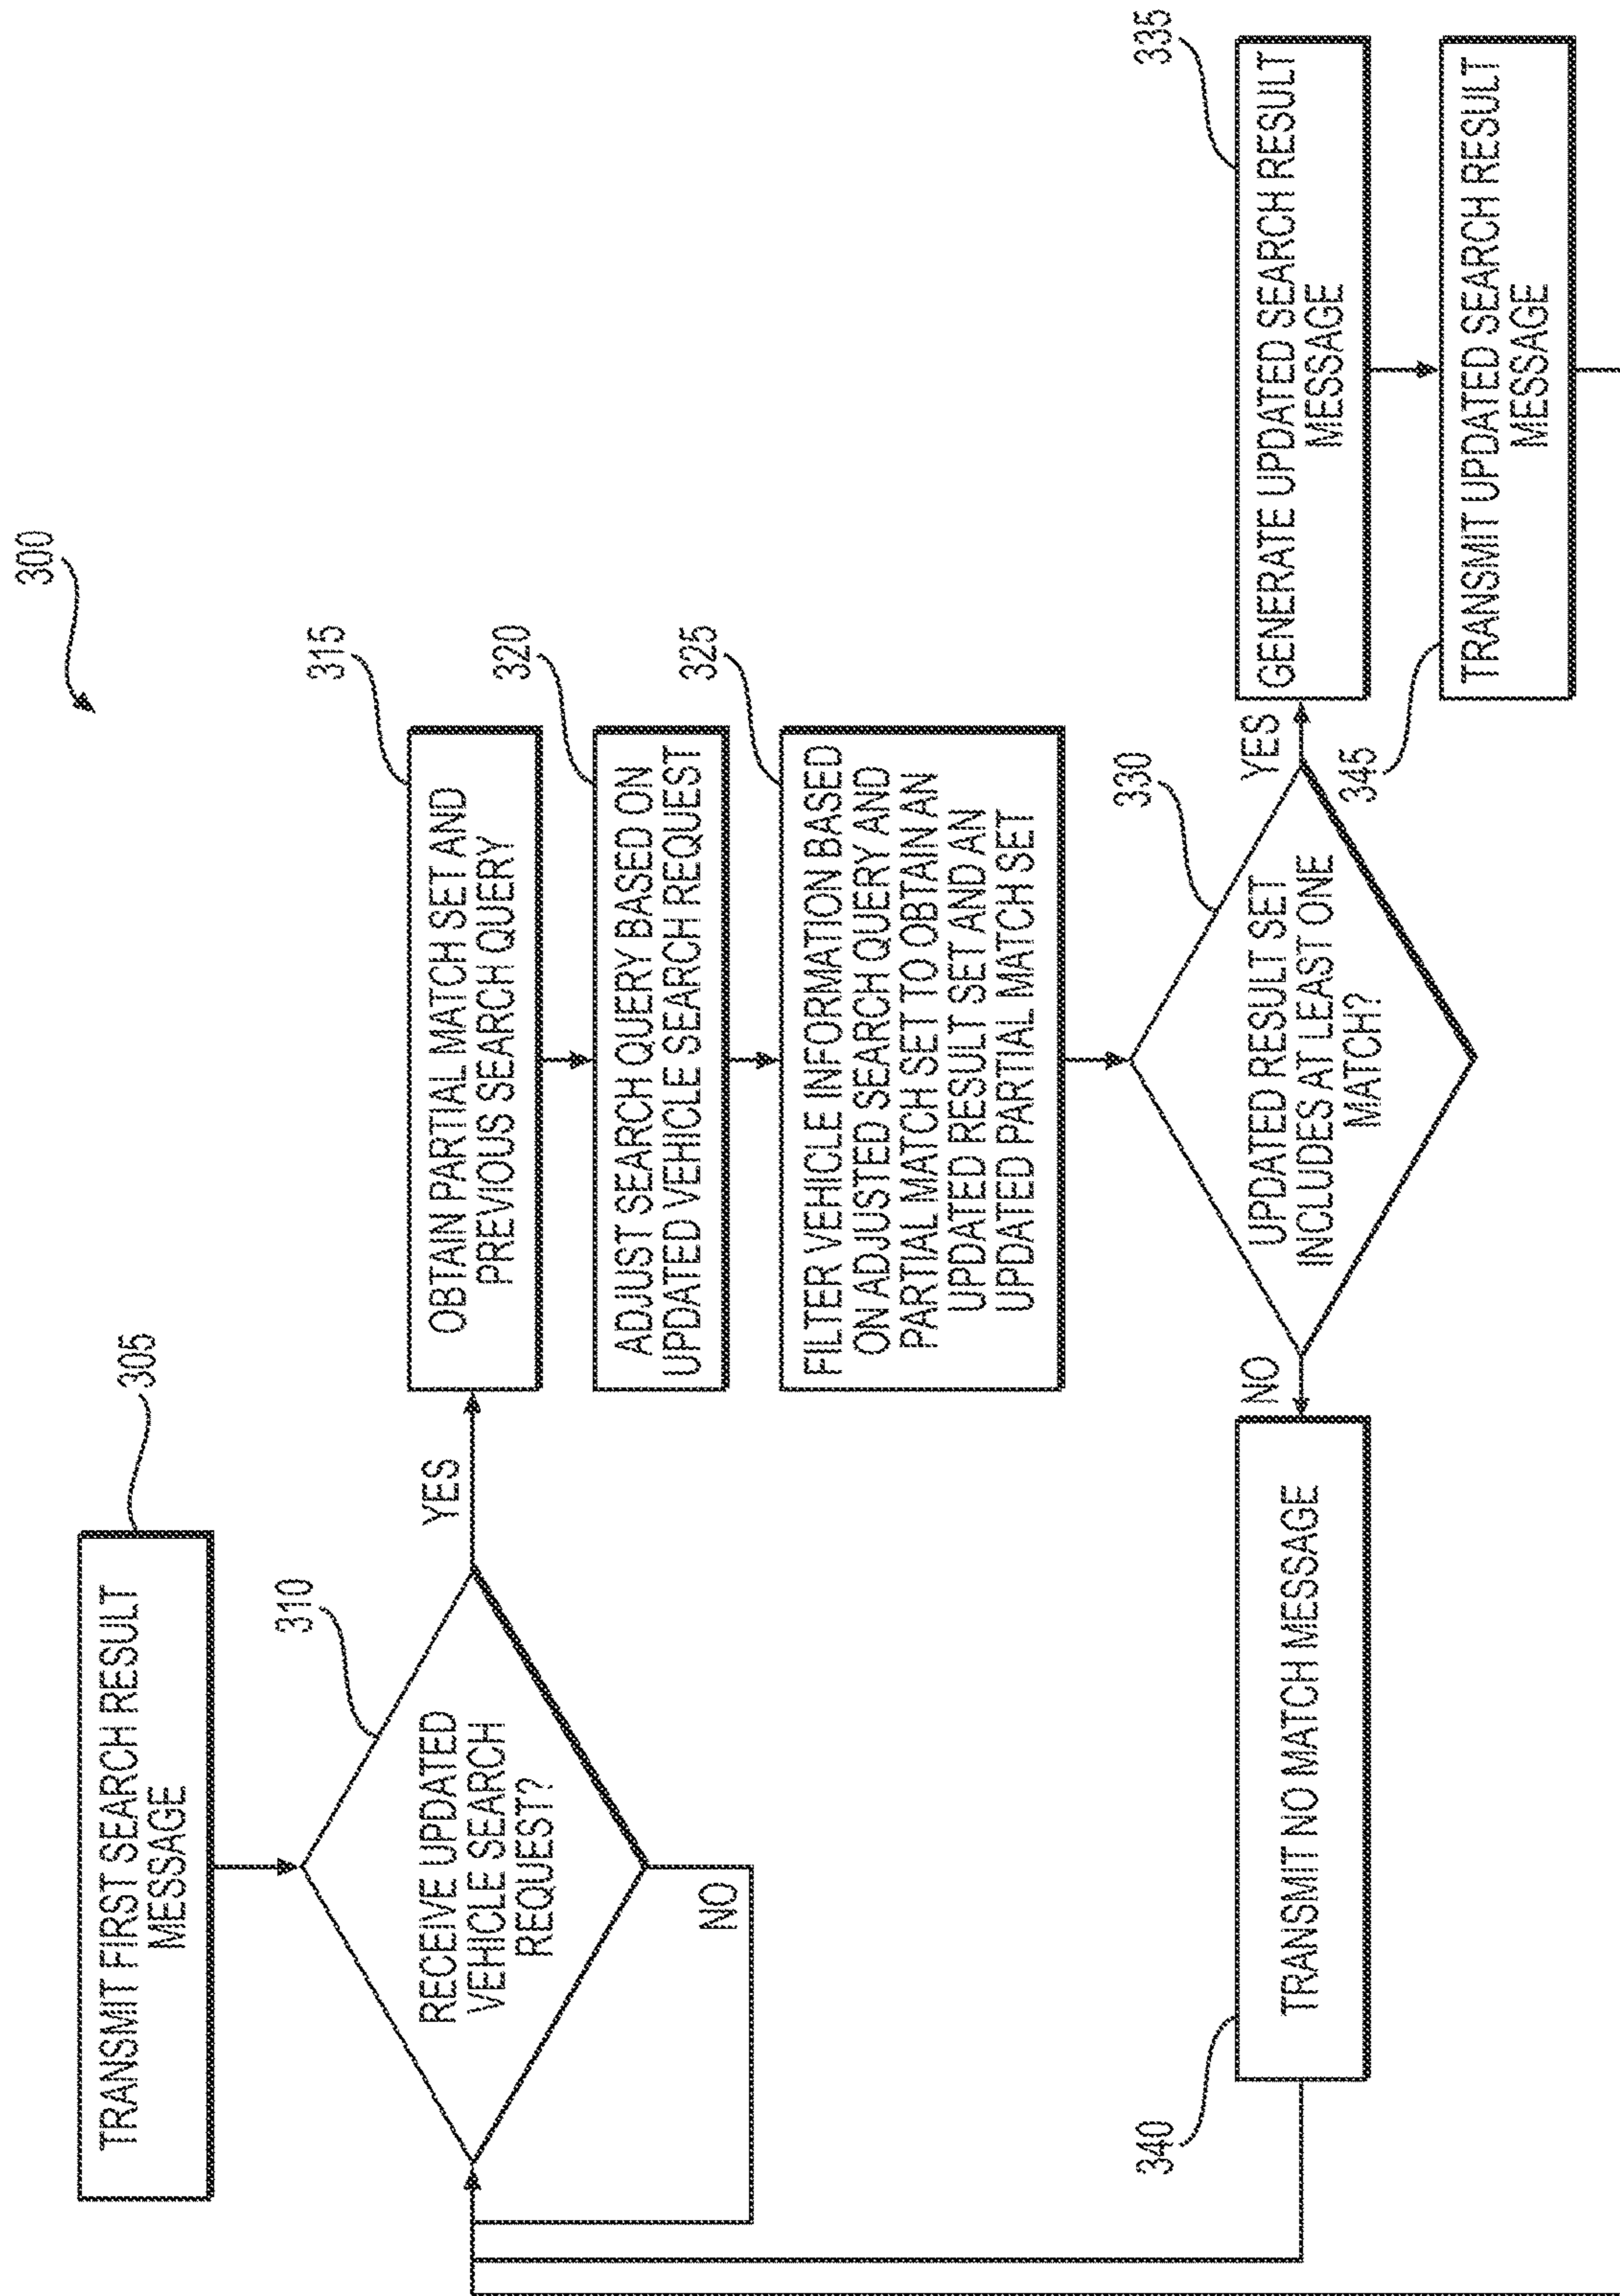 300
TRANSMIT FIRST SEARCH RESULT
MESSAGE
305
RECEIVE UPDATED
VEHICLE SEARCH
REQUEST?
310
YES
NO
OBTAIN PARTIAL MATCH SET AND
PREVIOUS SEARCH QUERY
315
ADJUST SEARCH QUERY BASED ON
UPDATED VEHICLE SEARCH REQUEST
320
FILTER VEHICLE INFORMATION BASED
ON ADJUSTED SEARCH QUERY AND
PARTIAL MATCH SET TO OBTAIN AN
UPDATED RESULT SET AND AN
UPDATED PARTIAL MATCH SET
325
UPDATED RESULT SET
INCLUDES AT LEAST ONE
MATCH?
330
NO
YES
TRANSMIT NO MATCH MESSAGE
340
GENERATE UPDATED SEARCH RESULT
MESSAGE
335
TRANSMIT UPDATED SEARCH RESULT
MESSAGE
345